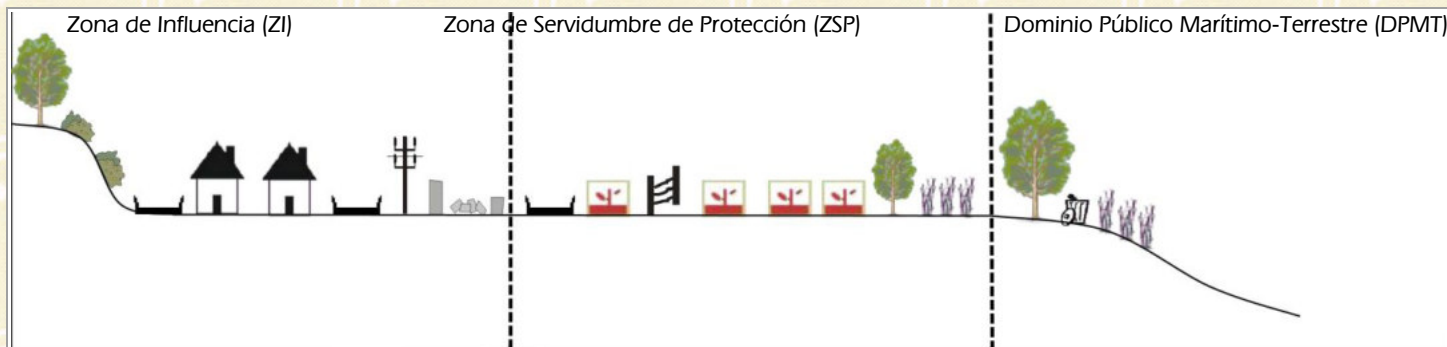 Zona de Influencia (ZI) Zona de Servidumbre de Protección (ZSP) Dominio Público Marítimo-Terrestre (DPMT)